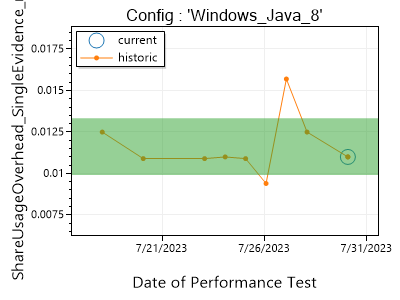 Config : 'Windows_Java_8'
current
historic
0.0175
0.015
0.0125
0.01
0.0075
ShareUsageOverhead_SingleEvidence_
7/21/2023
7/26/2023
7/31/2023
Date of Performance Test